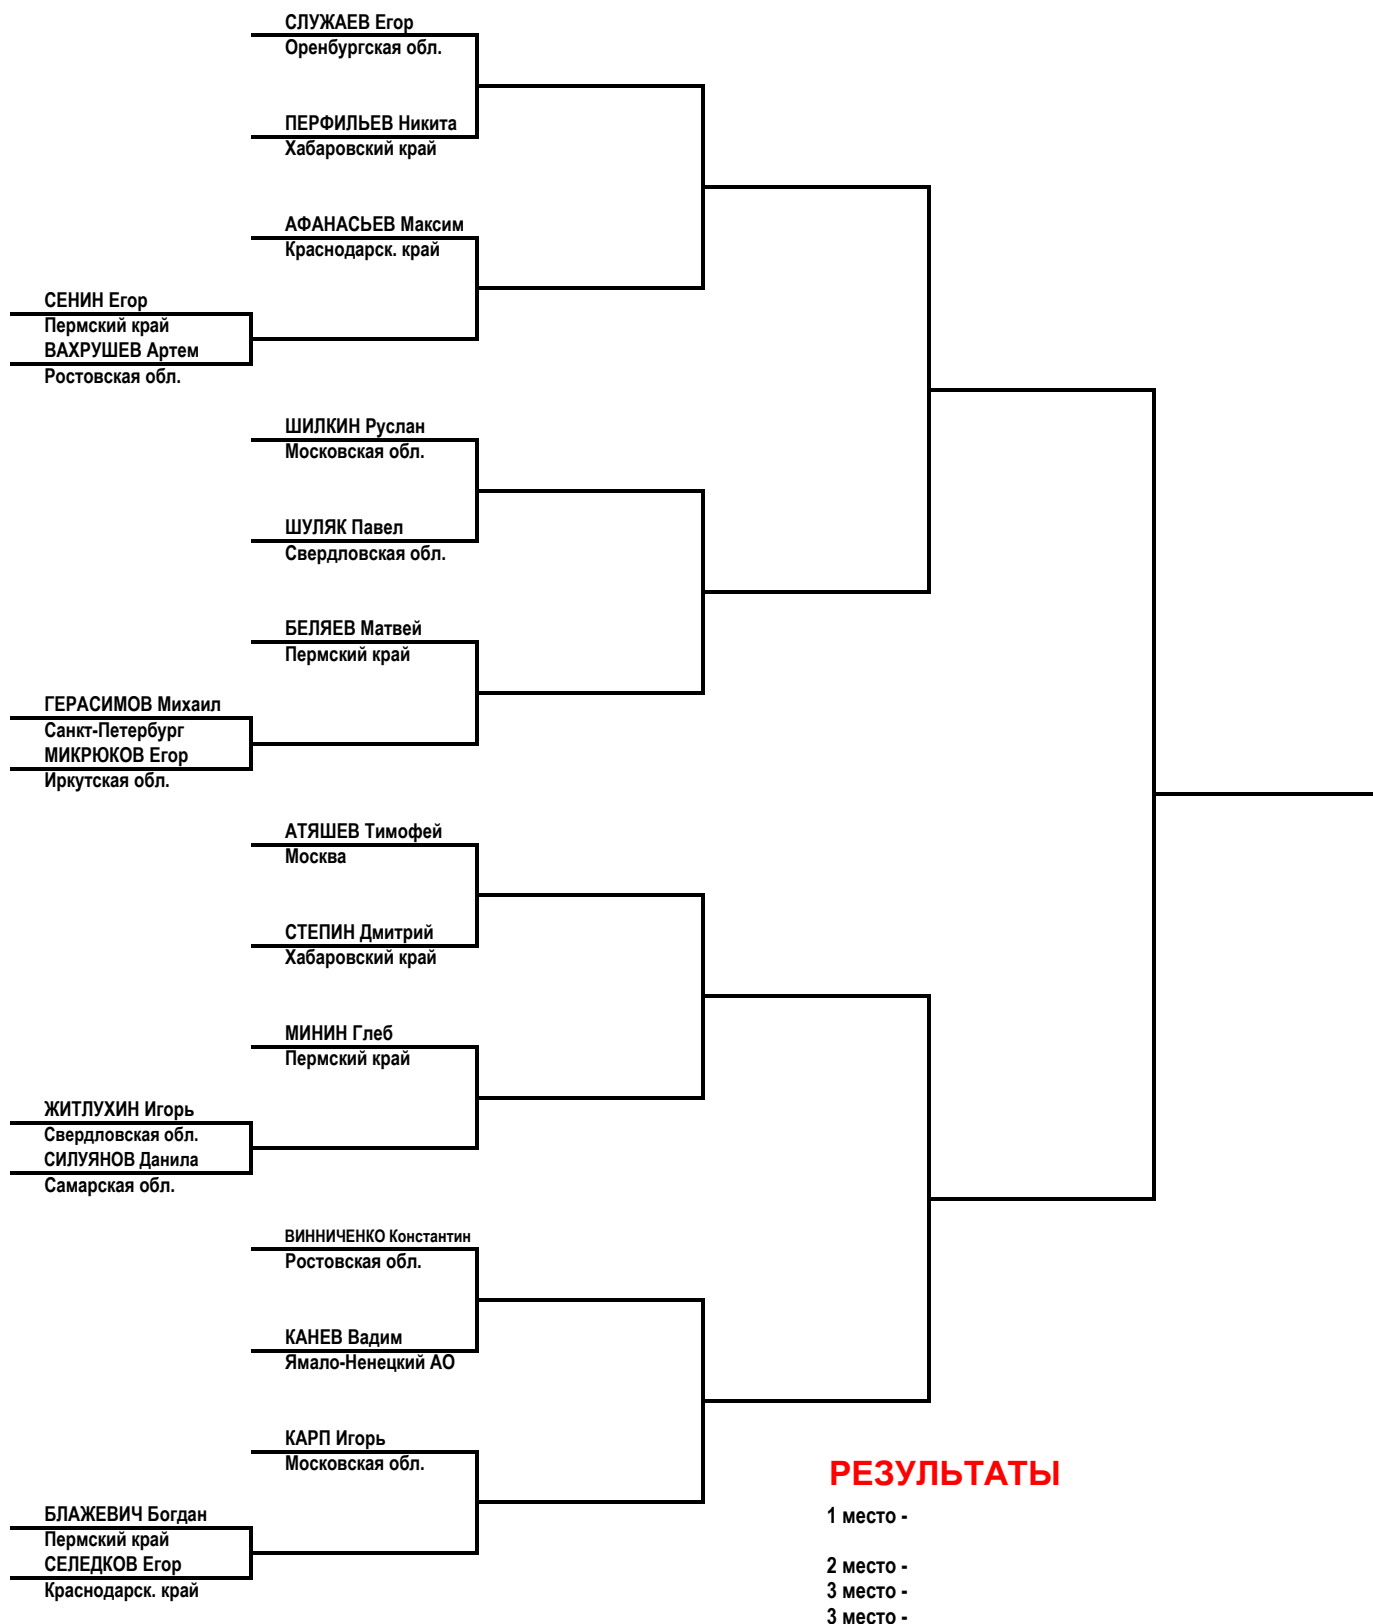 СЛУЖАЕВ Егор
Оренбургская обл.
ПЕРФИЛЬЕВ Никита
Хабаровский край
АФАНАСЬЕВ Максим
Краснодарск. край
СЕНИН Егор
Пермский край
ВАХРУШЕВ Артем
Ростовская обл.
ШИЛКИН Руслан
Московская обл.
ШУЛЯК Павел
Свердловская обл.
БЕЛЯЕВ Матвей
Пермский край
ГЕРАСИМОВ Михаил
Санкт-Петербург
МИКРЮКОВ Егор
Иркутская обл.
АТЯШЕВ Тимофей
Москва
СТЕПИН Дмитрий
Хабаровский край
МИНИН Глеб
Пермский край
ЖИТЛУХИН Игорь
Свердловская обл.
СИЛУЯНОВ Данила
Самарская обл.
ВИННИЧЕНКО Константин
Ростовская обл.
КАНЕВ Вадим
Ямало-Ненецкий АО
КАРП Игорь
Московская обл.
БЛАЖЕВИЧ Богдан
Пермский край
СЕЛЕДКОВ Егор
Краснодарск. край
РЕЗУЛЬТАТЫ
1 место -
2 место -
3 место -
3 место -